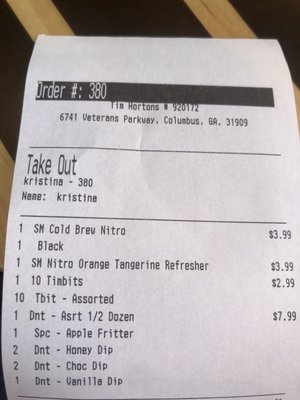 Order #: 380
Tim Hortons # 920172
6741 Veterans Parkway, Columbus, GA, 31909
Take Out
kristina - 380
Name: kristina
1 SM Cold Brew Nitro $3.99
1 Black
1 SM Nitro Orange Tangerine Refresher $3.99
1 10 Timbits $2.99
10 Tbit - Assorted
1 Dnt - Asrt 1/2 Dozen $7.99
1 Spc - Apple Fritter
2 Dnt - Honey Dip
2 Dnt - Choc Dip
1 Dnt - Vanilla Dip